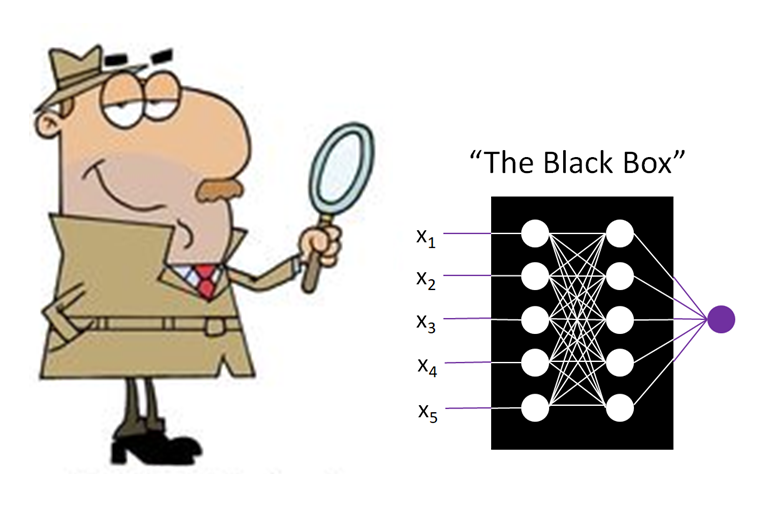 “The Black Box”
x₁
x₂
x₃
x₄
x₅